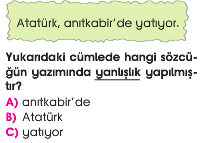 Atatürk, anıtkabir'de yatıyor.
Yukarıdaki cümlede hangi sözcü-
ğün yazımında yanlışlık yapılmış-
tır?
A) anıtkabir'de
B) Atatürk
C) yatıyor